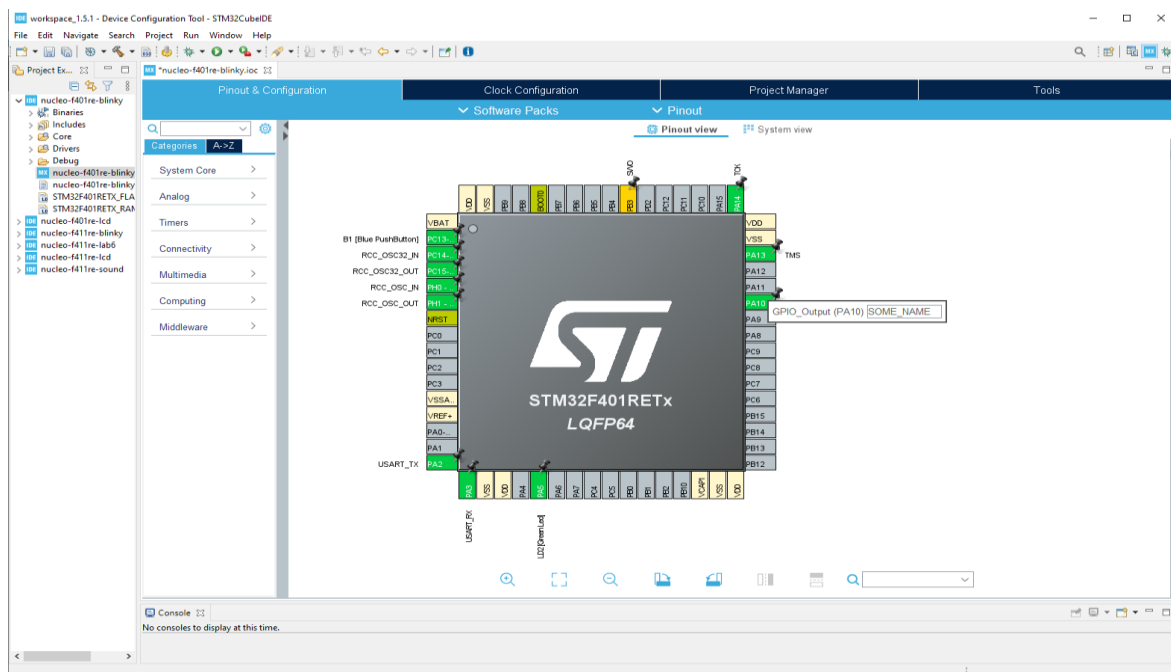 workspace_1.5.1 - Device Configuration Tool - STM32CubeIDE
File Edit Navigate Search Project Run Window Help
Project Ex...
*nucleo-f401re-blinky.ioc
nucleo-f401re-blinky
Binaries
Includes
Core
Drivers
Debug
nucleo-f401re-blinky
nucleo-f401re-blinky
STM32F401RETX_FLA
STM32F401RETX_RAN
nucleo-f401re-lcd
nucleo-f411re-blinky
nucleo-f411re-lab6
nucleo-f411re-lcd
nucleo-f411re-sound
Pinout & Configuration
Clock Configuration
Project Manager
Tools
Software Packs
Pinout
Pinout view
System view
Categories
A->Z
System Core
Analog
Timers
Connectivity
Multimedia
Computing
Middleware
SWO
TCK
VDD
VSS
PB9
PB8
BOOT0
PB7
PB6
PB5
PB4
PB3
PD2
PC12
PC11
PC10
PA15
PA14
VBAT
B1 [Blue PushButton] PC13-..
RCC_OSC32_IN PC14-..
RCC_OSC32_OUT PC15-..
RCC_OSC_IN PH0 -..
RCC_OSC_OUT PH1 -..
NRST
PC0
PC1
PC2
PC3
VSSA..
VREF+
PA0-..
PA1
USART_TX PA2
STM32F401RETx
LQFP64
VDD
VSS
PA13 TMS
PA12
PA11
PA10
GPIO_Output (PA10) SOME_NAME
PA9
PA8
PC9
PC8
PC7
PC6
PB15
PB14
PB13
PB12
PA3
VSS
VDD
PA4
PA5
PA6
PA7
PC4
PC5
PB0
PB1
PB2
PB10
VCAP1
VSS
VDD
USART_RX
LD2 [Green Led]
Console
No consoles to display at this time.